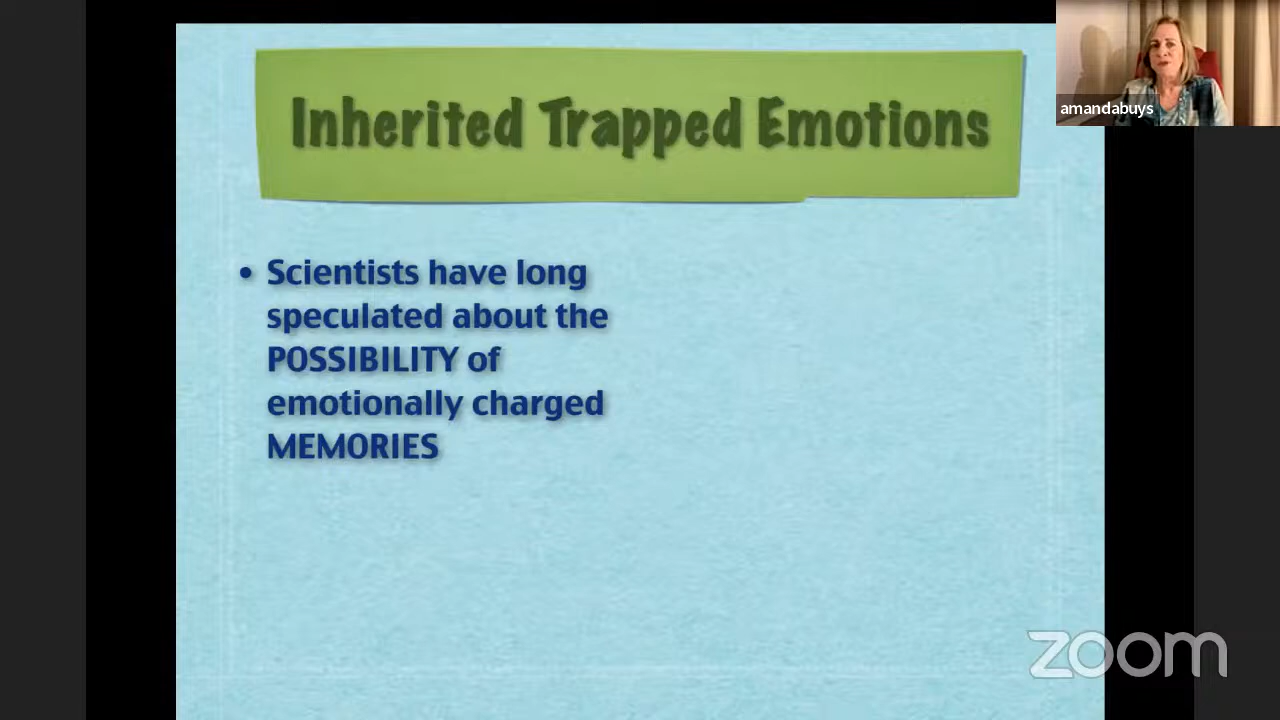 Inherited Trapped Emotions
amandabuys
• Scientists have long
speculated about the
POSSIBILITY of
emotionally charged
MEMORIES
zoom